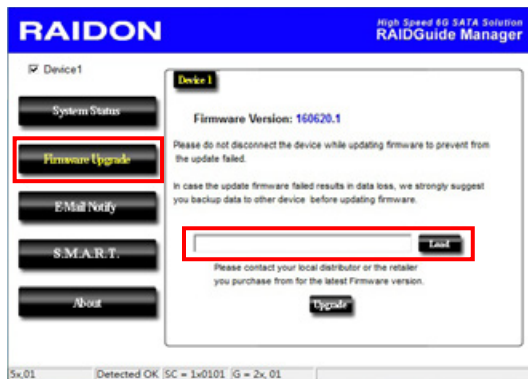 RAIDON
High Speed 6G SATA Solution
RAIDGuide Manager
Device1
System Status
Firmware Upgrade
E-Mail Notify
S.M.A.R.T.
About
Device 1
Firmware Version: 160620.1
Please do not disconnect the device while updating firmware to prevent from
the update failed.
In case the update firmware failed results in data loss, we strongly suggest
you backup data to other device before updating firmware.
Load
Please contact your local distributor or the retailer
you purchase from for the latest Firmware version.
Upgrade
5x,01 Detected OK SC = 1x0101 G = 2x, 01